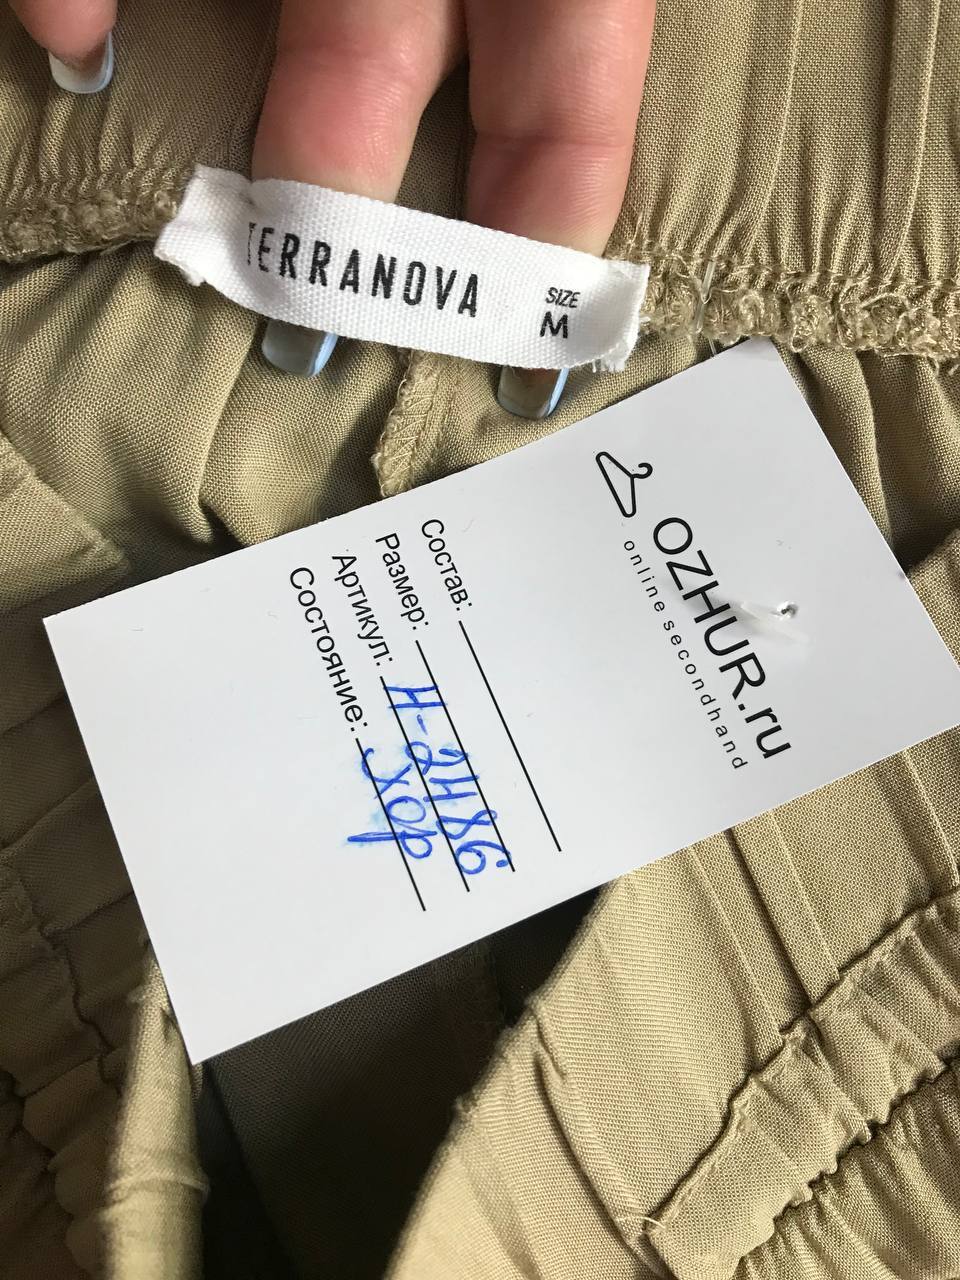 TERRANOVA
SIZE
M
OZHUR.ru
online secondhand
Состав:
Размер:
Артикул: Н-2486
Состояние: хор